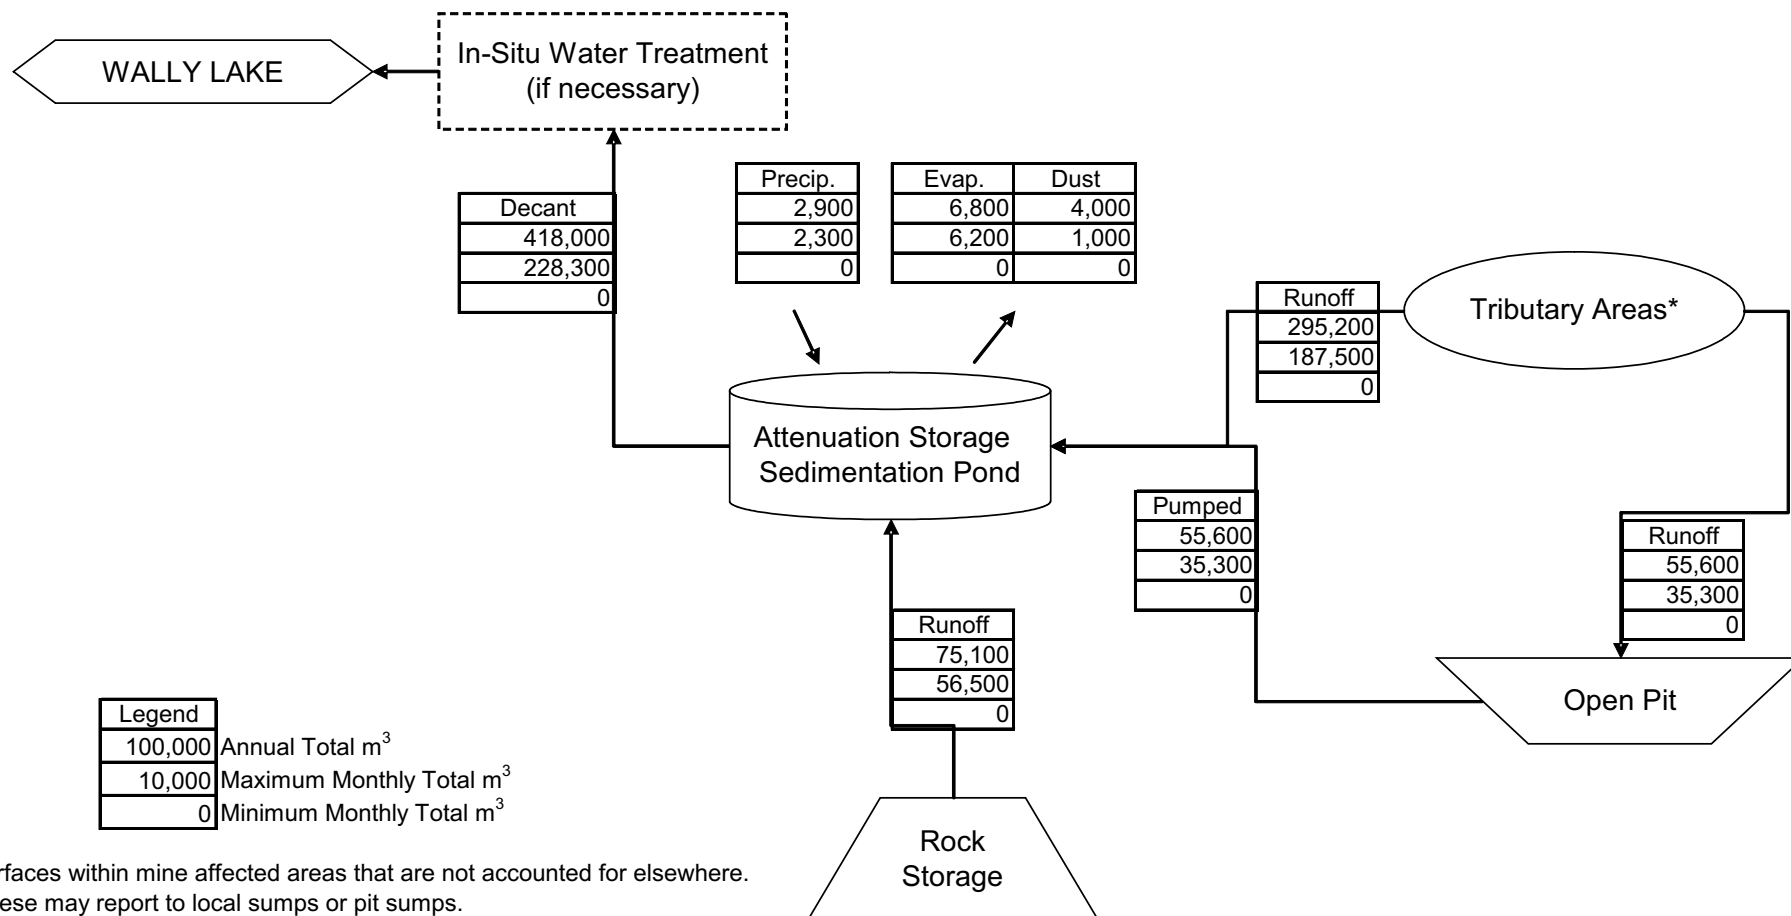 WALLY LAKE
In-Situ Water Treatment
(if necessary)
Decant
418,000
228,300
0
Precip.
2,900
2,300
0
Evap. Dust
6,800 4,000
6,200 1,000
0 0
Runoff
295,200
187,500
0
Tributary Areas*
Attenuation Storage
Sedimentation Pond
Pumped
55,600
35,300
0
Runoff
55,600
35,300
0
Open Pit
Runoff
75,100
56,500
0
Rock
Storage
Legend
100,000 Annual Total m³
10,000 Maximum Monthly Total m³
0 Minimum Monthly Total m³
rfaces within mine affected areas that are not accounted for elsewhere.
ese may report to local sumps or pit sumps.